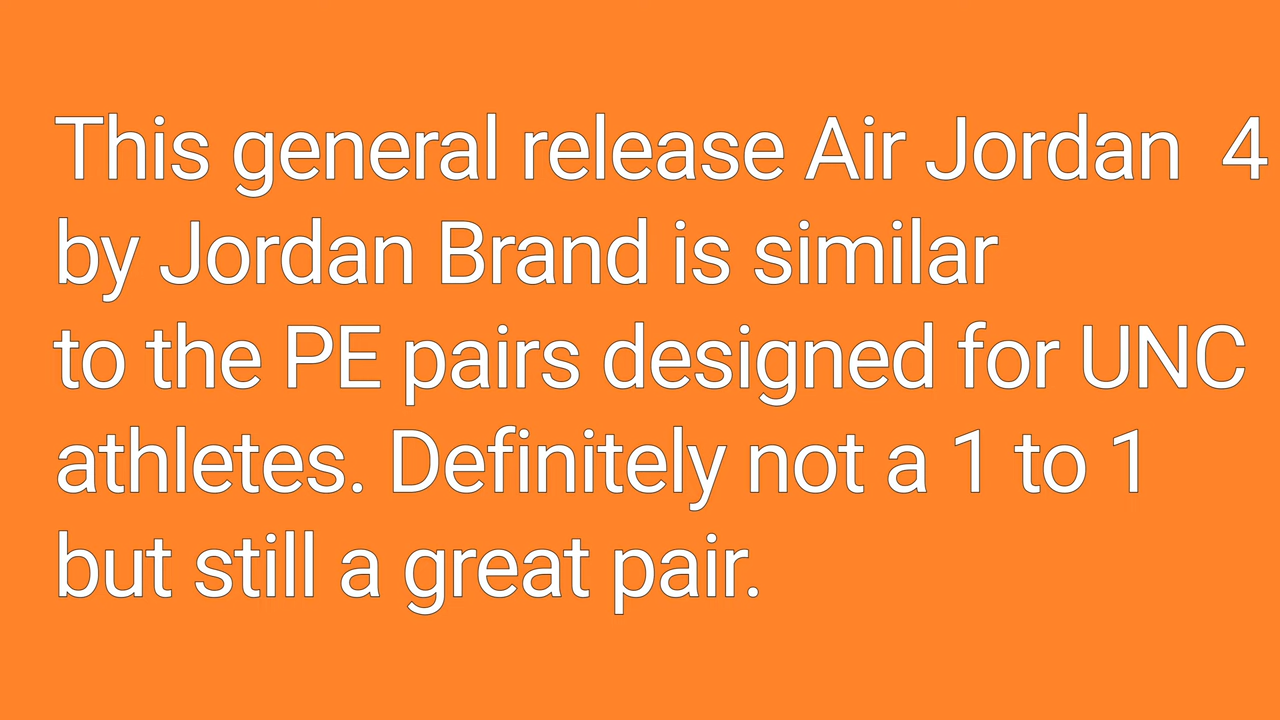 This general release Air Jordan  4
by Jordan Brand is similar
to the PE pairs designed for UNC
athletes. Definitely not a 1 to 1
but still a great pair.